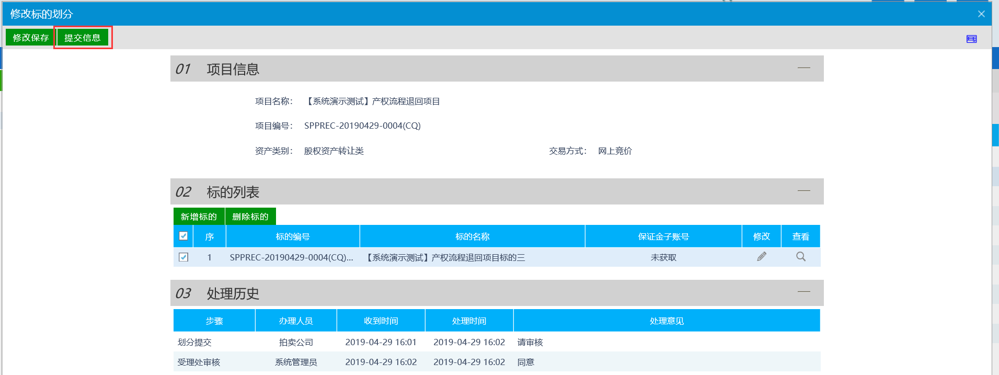 修改标的划分
修改保存 提交信息
01 项目信息
项目名称： 【系统演示测试】产权流程退回项目
项目编号： SPPREC-20190429-0004(CQ)
资产类别： 股权资产转让类 交易方式： 网上竞价
02 标的列表
新增标的 删除标的
序 标的编号 标的名称 保证金子账号 修改 查看
1 SPPREC-20190429-0004(CQ)... 【系统演示测试】产权流程退回项目标的三 未获取
03 处理历史
步骤 办理人员 收到时间 处理时间 处理意见
划分提交 拍卖公司 2019-04-29 16:01 2019-04-29 16:02 请审核
受理处审核 系统管理员 2019-04-29 16:02 2019-04-29 16:02 同意